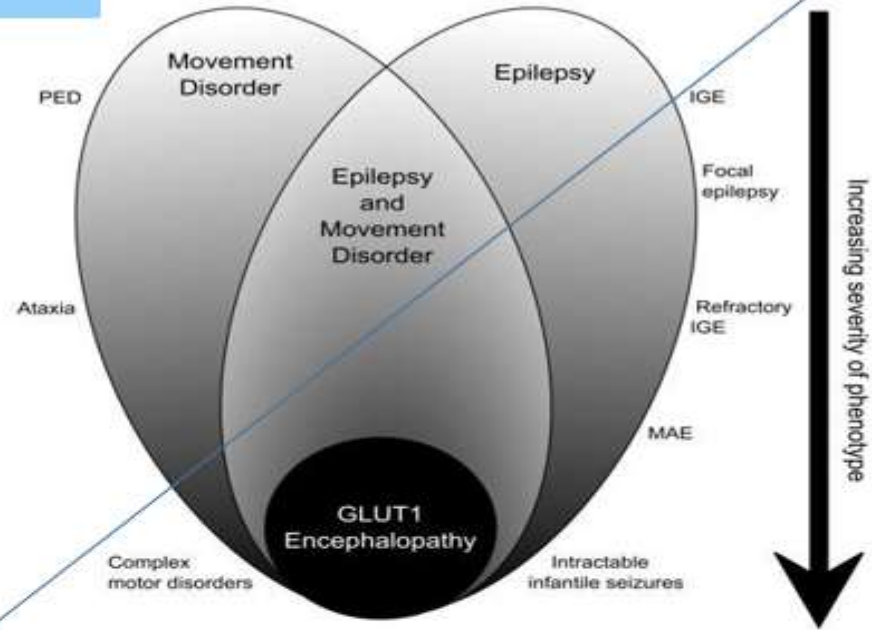 Movement
Disorder
Epilepsy
PED
IGE
Epilepsy
and
Movement
Disorder
Focal
epilepsy
Ataxia
Refractory
IGE
MAE
GLUT1
Encephalopathy
Complex
motor disorders
Intractable
infantile seizures
Increasing severity of phenotype